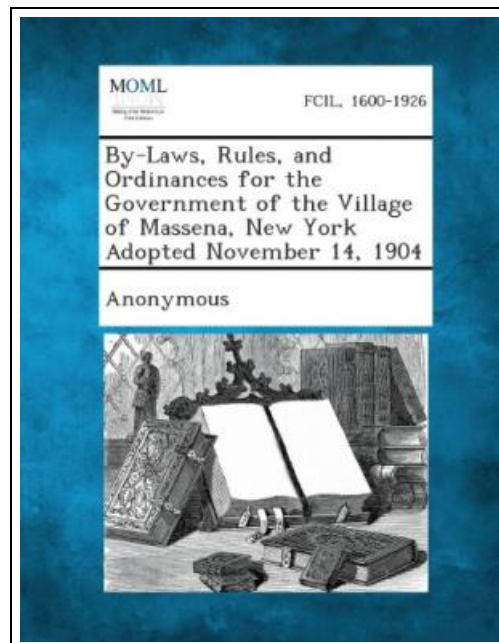 MOML
FCIL, 1600-1926
By-Laws, Rules, and
Ordinances for the
Government of the Village
of Massena, New York
Adopted November 14, 1904
Anonymous